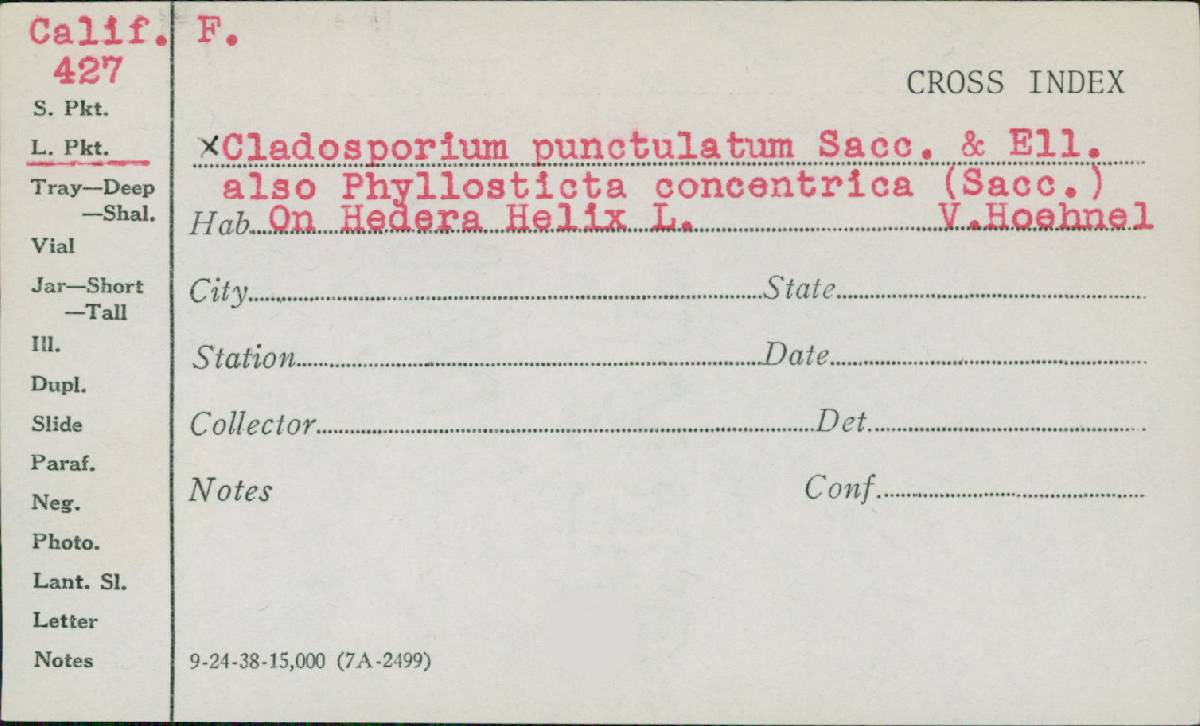 Calif. F.
427
CROSS INDEX
S. Pkt.
L. Pkt.
×Cladosporium punctulatum Sacc. & Ell.
Tray—Deep
also Phyllosticta concentrica (Sacc.)
—Shal.
Hab. On Hedera Helix L. V.Hoehnel
Vial
Jar—Short
City State
—Tall
Ill.
Station Date
Dupl.
Slide
Collector Det.
Paraf.
Neg.
Notes Conf.
Photo.
Lant. Sl.
Letter
Notes
9-24-38-15,000 (7A-2499)